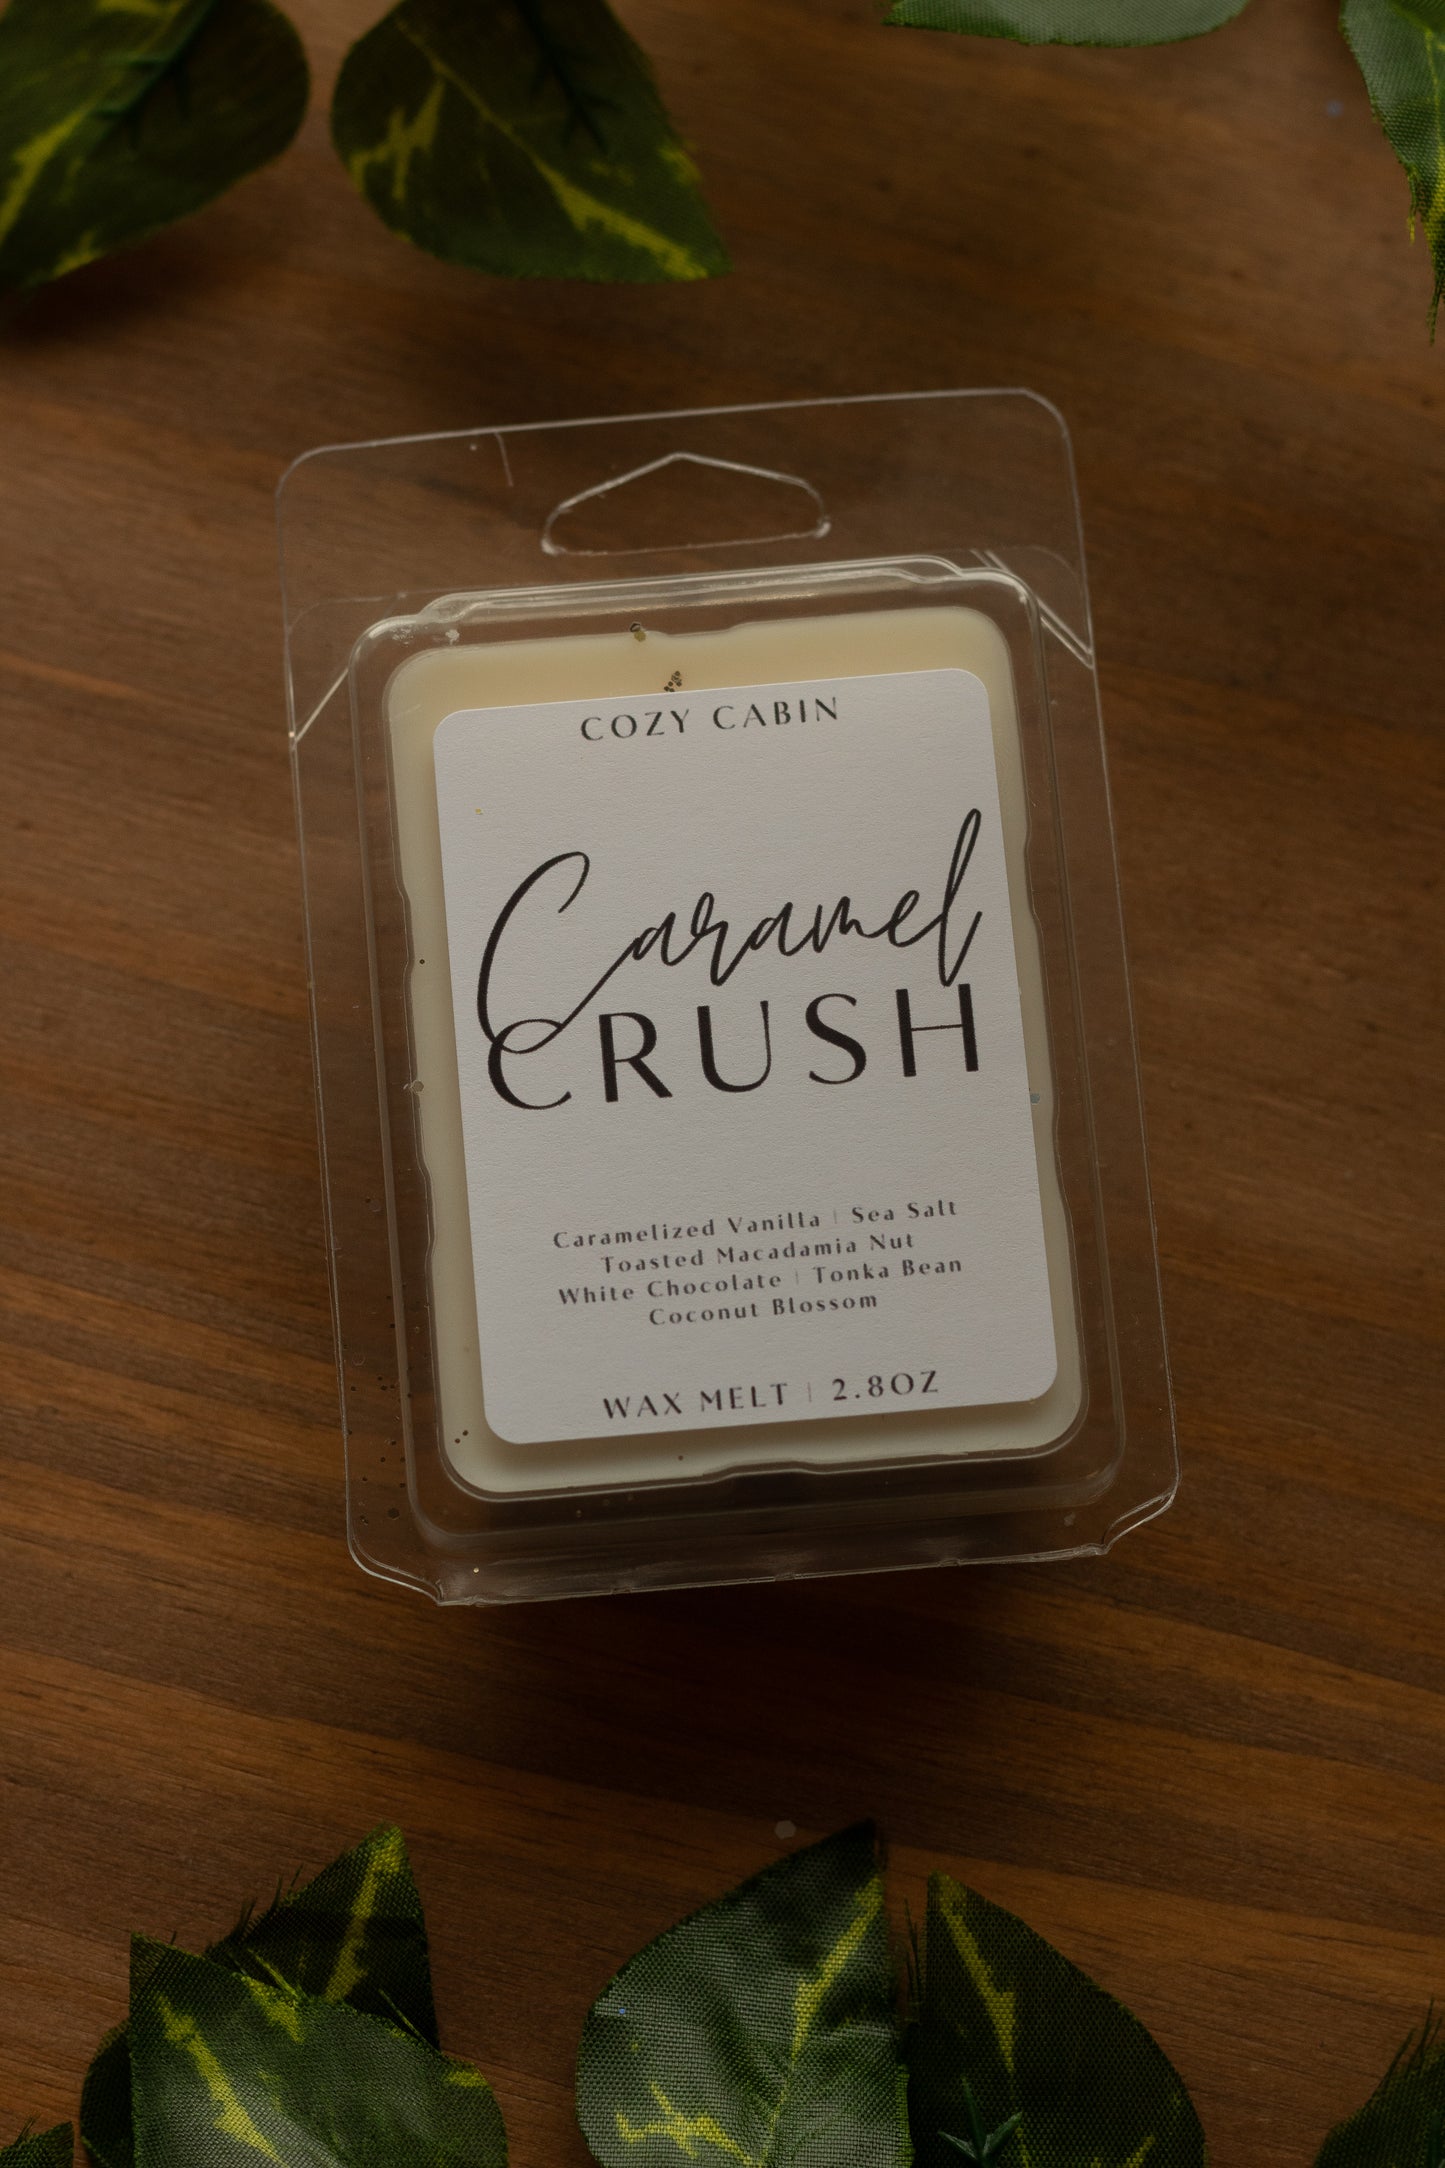 COZY CABIN
Caramel
CRUSH
Caramelized Vanilla | Sea Salt
Toasted Macadamia Nut
White Chocolate | Tonka Bean
Coconut Blossom
WAX MELT | 2.8OZ